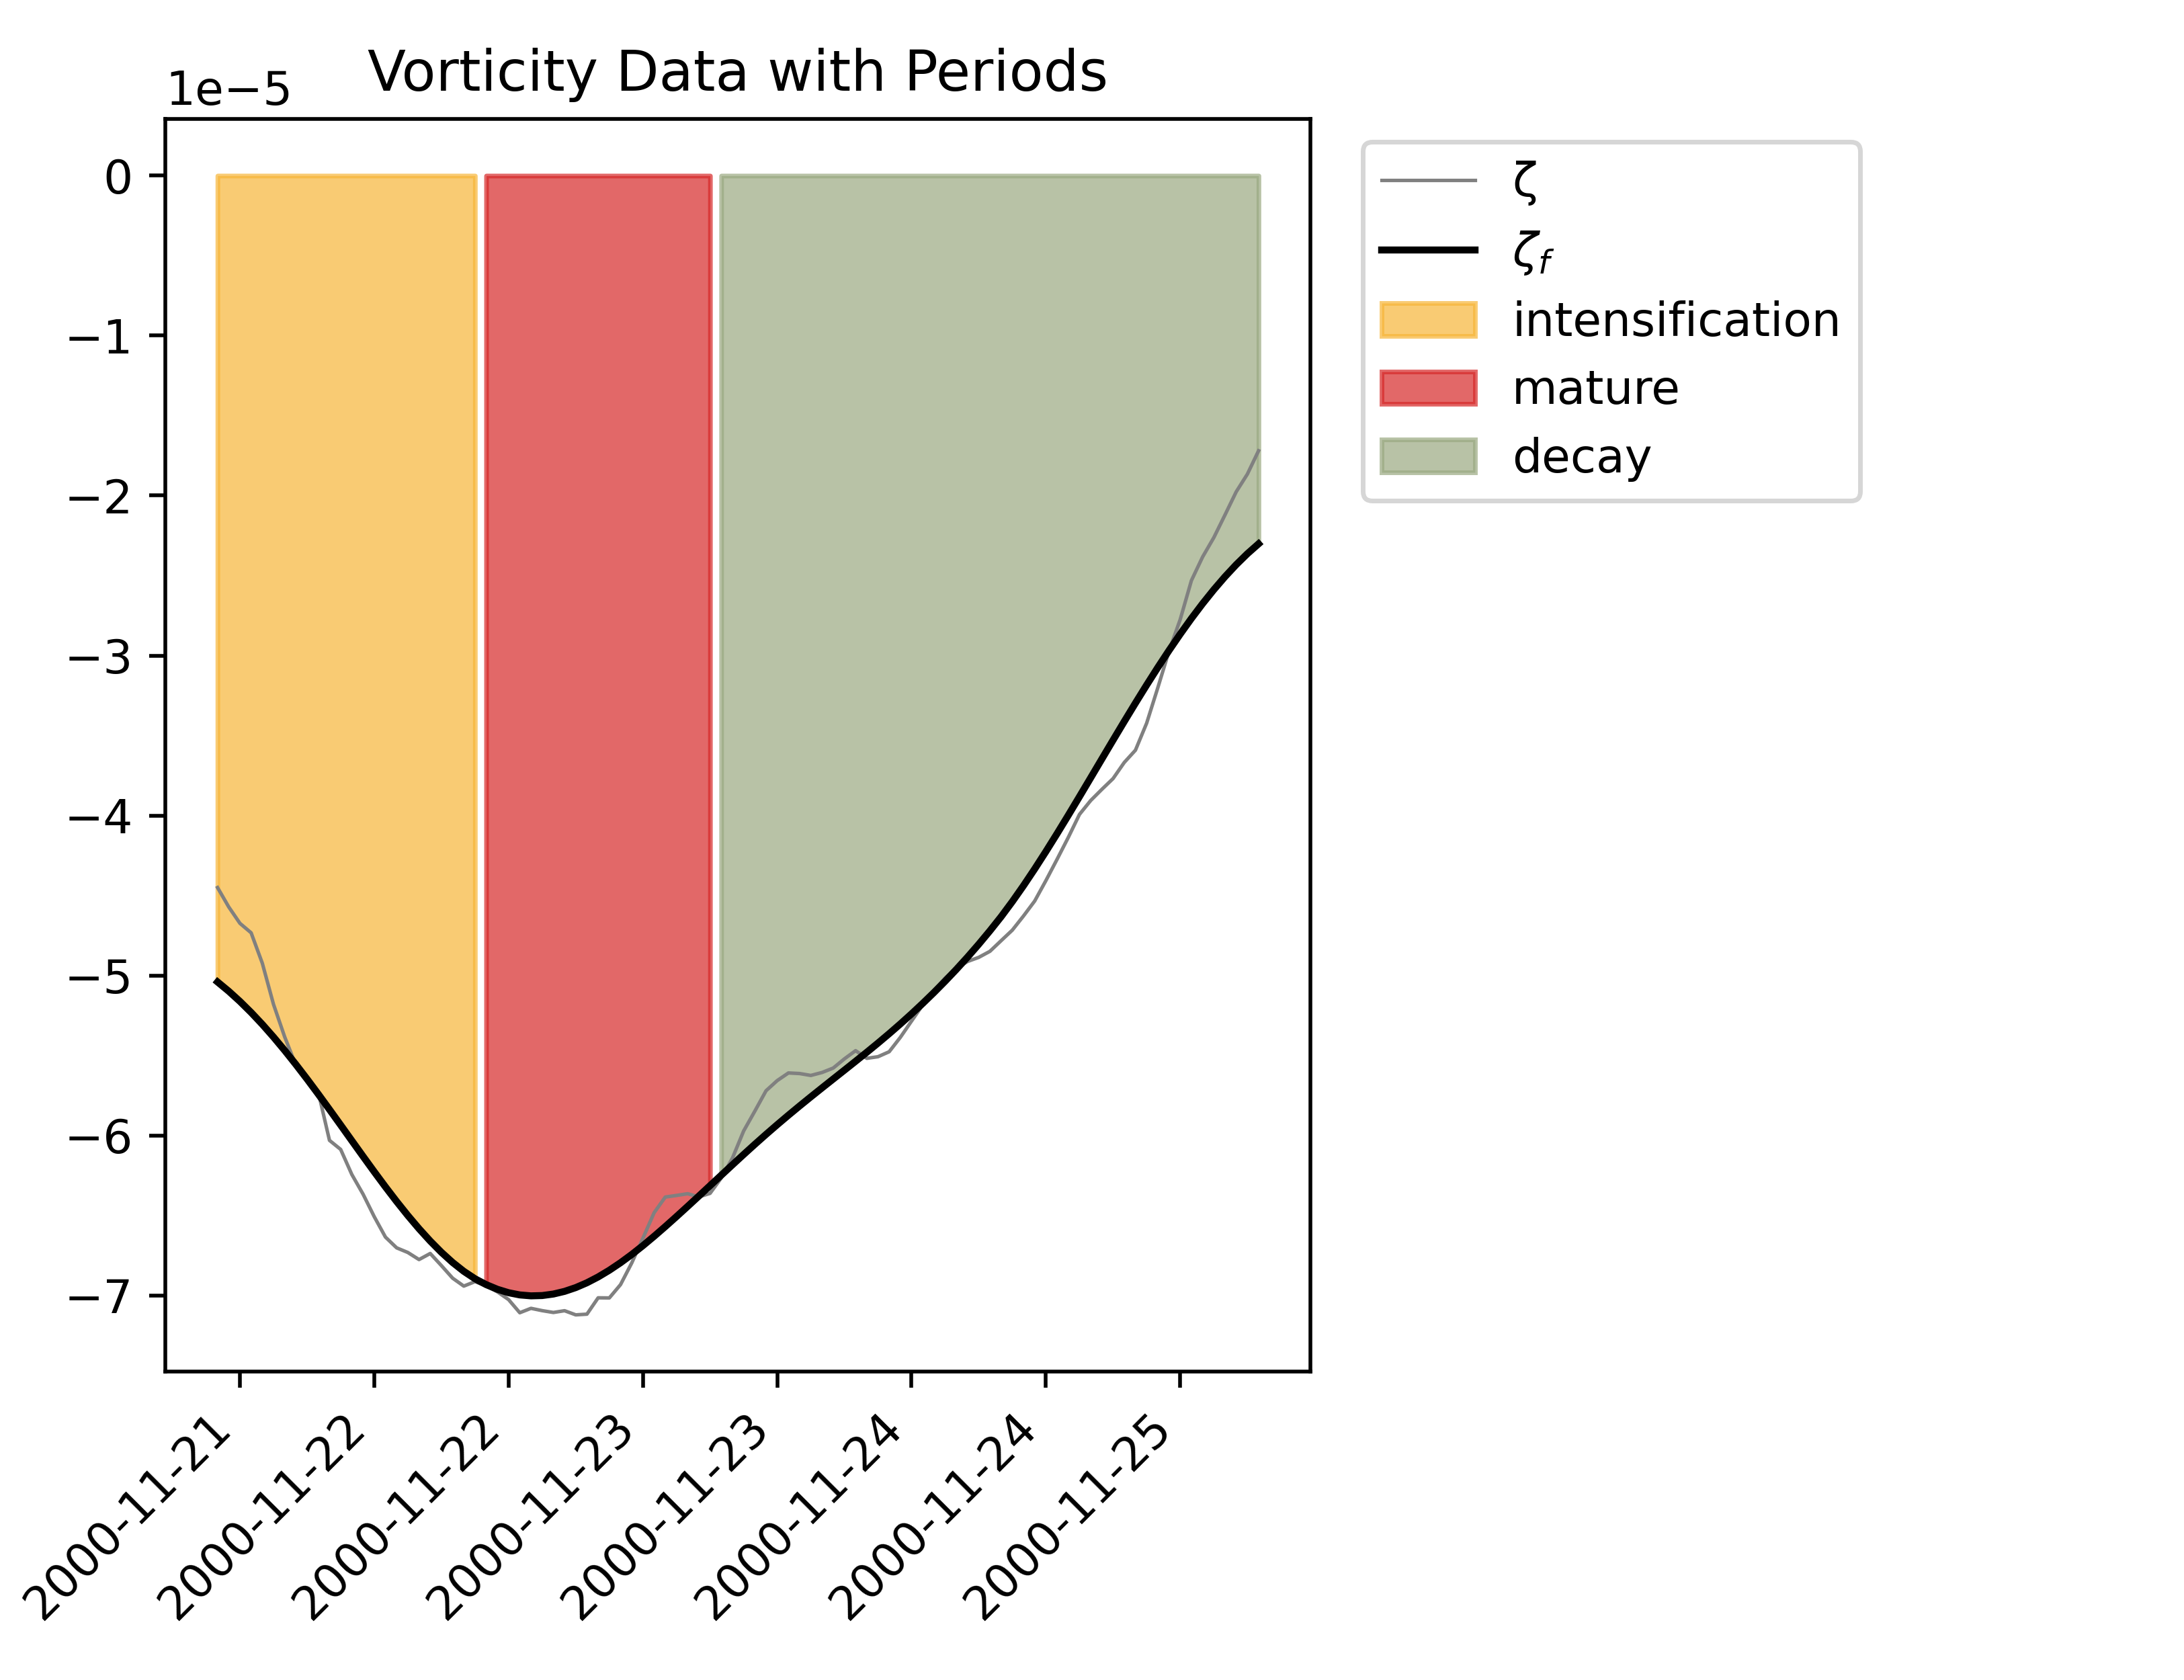 Vorticity Data with Periods
1e−5
0
−1
−2
−3
−4
−5
−6
−7
2000-11-21
2000-11-22
2000-11-22
2000-11-23
2000-11-23
2000-11-24
2000-11-24
2000-11-25
ζ
ζf
intensification
mature
decay